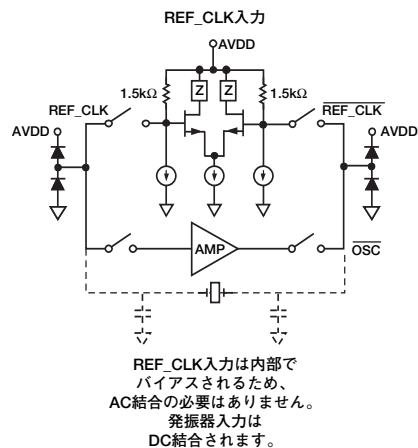 REF_CLK入力
AVDD
1.5kΩ
Z
Z
1.5kΩ
REF_CLK
REF_CLK
AVDD
AVDD
AMP
OSC
REF_CLK入力は内部で
バイアスされるため、
AC結合の必要はありません。
発振器入力は
DC結合されます。